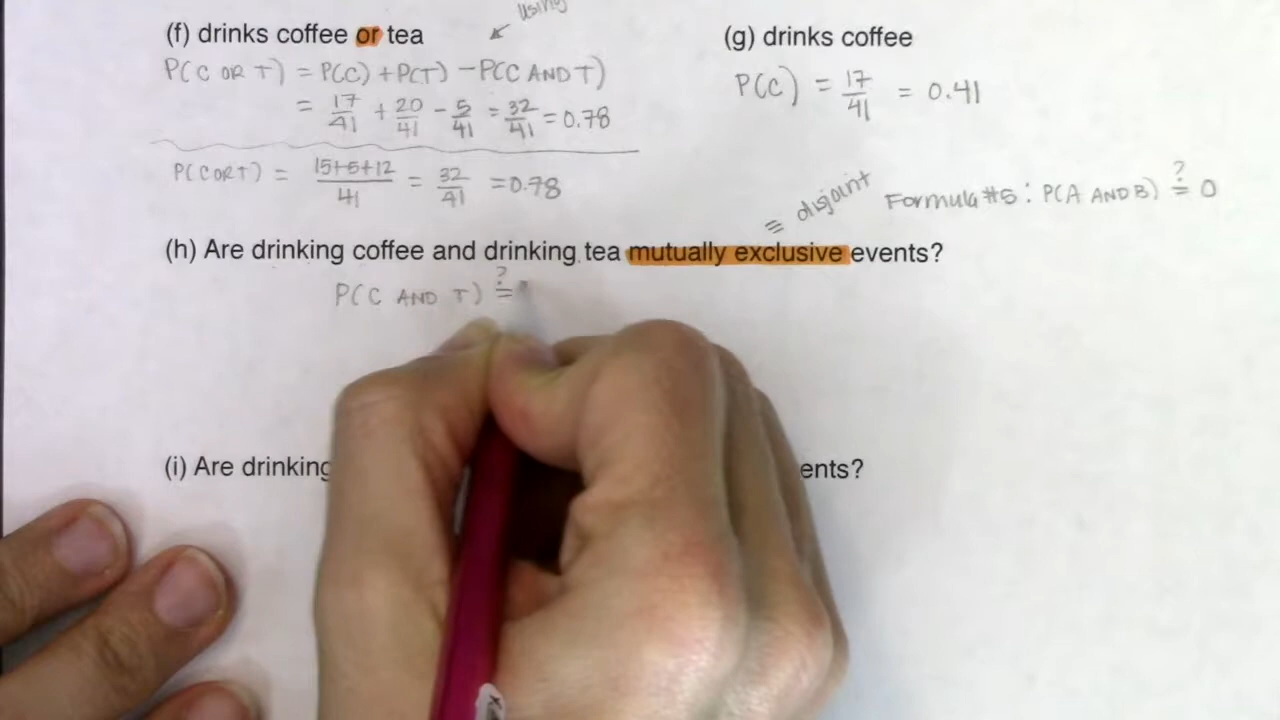 using
(f) drinks coffee or tea
P(C OR T) = P(C) + P(T) - P(C AND T)
= 17/41 + 20/41 - 5/41 = 32/41 = 0.78
P(C OR T) = 15+5+12/41 = 32/41 = 0.78
(g) drinks coffee
P(C) = 17/41 = 0.41
≡ disjoint
Formula #5: P(A AND B) ≟ 0
(h) Are drinking coffee and drinking tea mutually exclusive events?
P(C AND T) ≟
(i) Are drinking